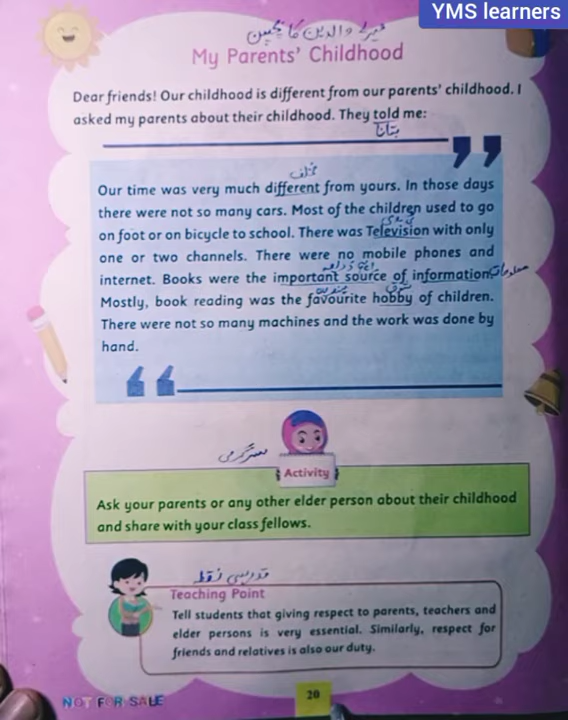 YMS learners
میرے والدین کا بچپن
My Parents' Childhood
Dear friends! Our childhood is different from our parents' childhood. I
asked my parents about their childhood. They told me:
بتانا
مختلف
Our time was very much different from yours. In those days
there were not so many cars. Most of the children used to go
on foot or on bicycle to school. There was Television with only
one or two channels. There were no mobile phones and
internet. Books were the important source of information.
معلومات
Mostly, book reading was the favourite hobby of children.
There were not so many machines and the work was done by
hand.
سرگرمی
Activity
Ask your parents or any other elder person about their childhood
and share with your class fellows.
تدریسی نقطہ
Teaching Point
Tell students that giving respect to parents, teachers and
elder persons is very essential. Similarly, respect for
friends and relatives is also our duty.
NOT FOR SALE
20